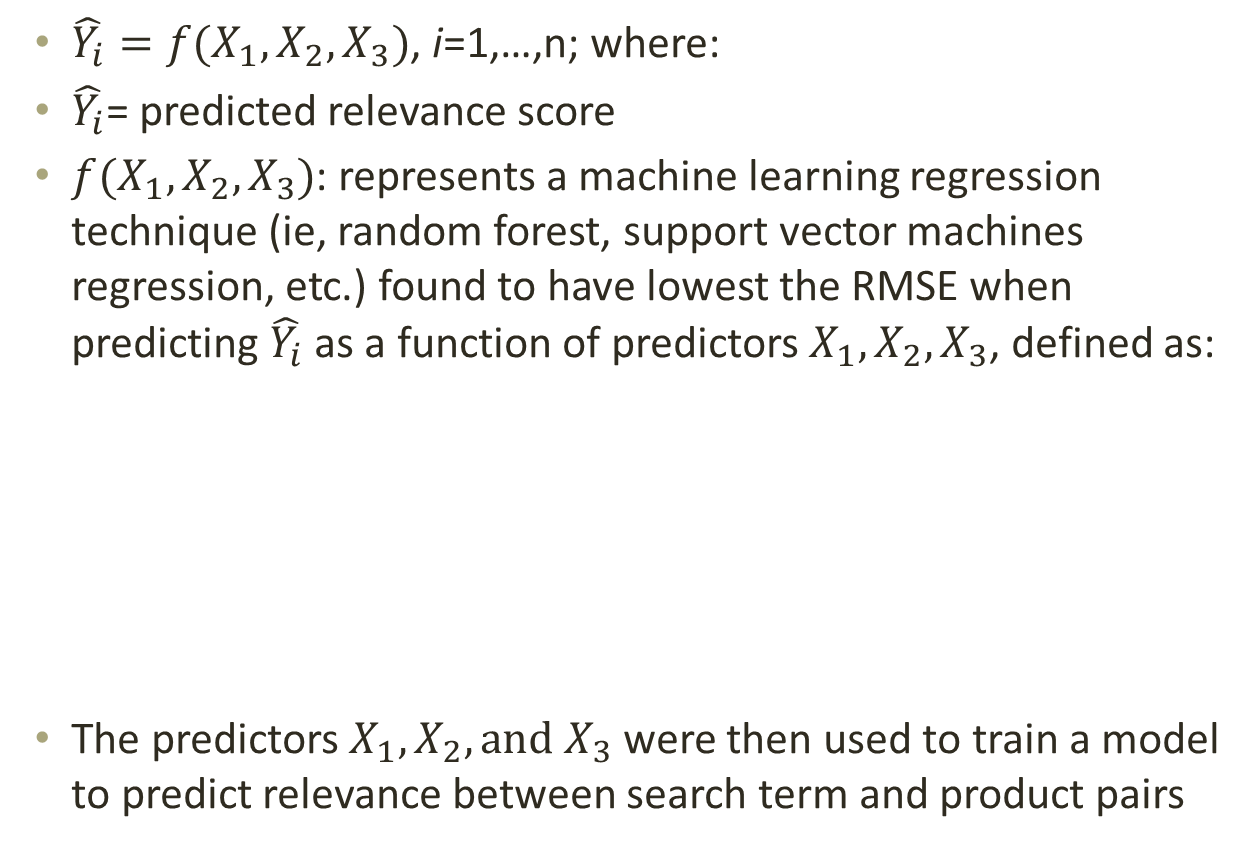 • Ŷᵢ = f(X₁, X₂, X₃), i=1,...,n; where:
• Ŷᵢ= predicted relevance score
• f(X₁, X₂, X₃): represents a machine learning regression
technique (ie, random forest, support vector machines
regression, etc.) found to have lowest the RMSE when
predicting Ŷᵢ as a function of predictors X₁, X₂, X₃, defined as:
• The predictors X₁, X₂, and X₃ were then used to train a model
to predict relevance between search term and product pairs